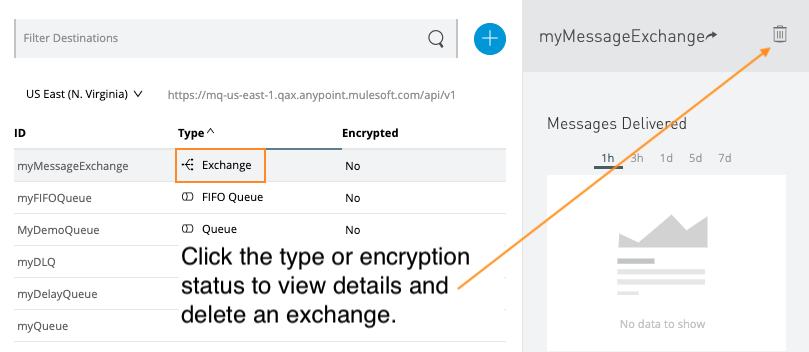 Filter Destinations
US East (N. Virginia)
https://mq-us-east-1.qax.anypoint.mulesoft.com/api/v1
ID Type Encrypted
myMessageExchange Exchange No
myFIFOQueue FIFO Queue No
MyDemoQueue Queue No
myDLQ
myDelayQueue
myQueue
Click the type or encryption
status to view details and
delete an exchange.
myMessageExchange
Messages Delivered
1h 3h 1d 5d 7d
No data to show